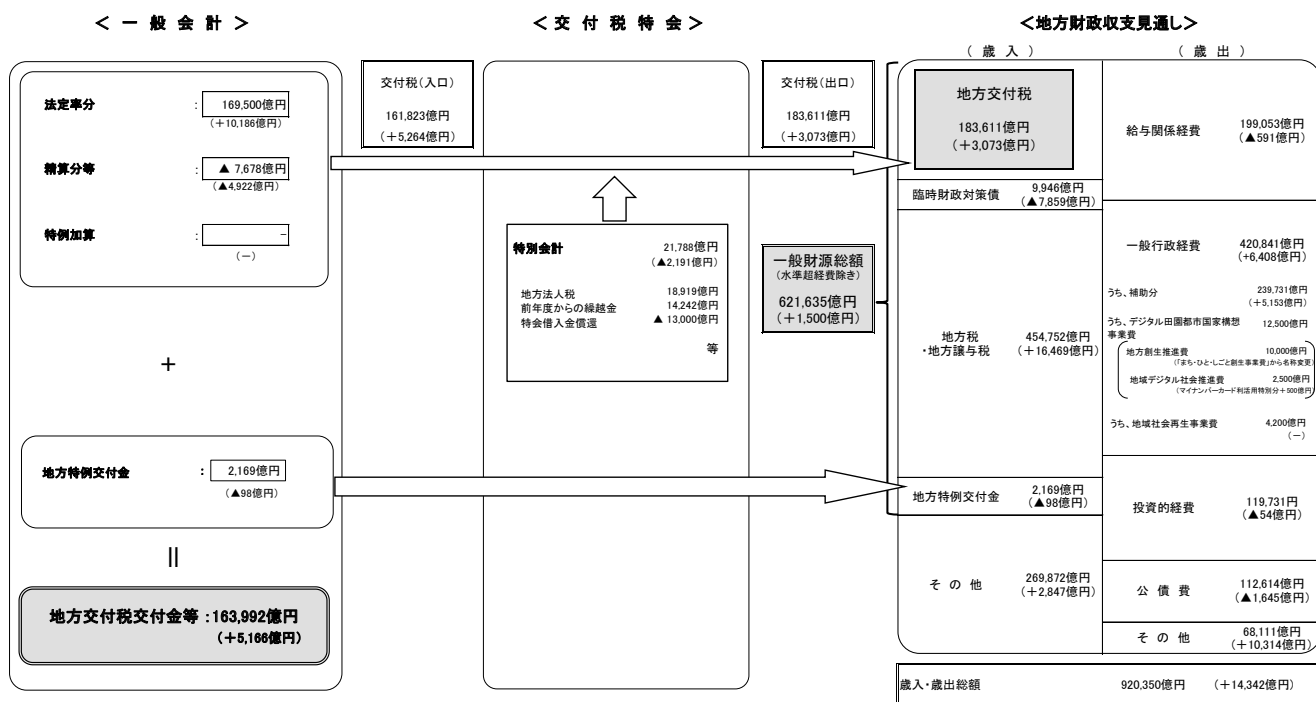 ＜ 一 般 会 計 ＞
法定率分 : 169,500億円
(＋10,186億円)
精算分等 : ▲ 7,678億円
(▲4,922億円)
特例加算 : －
(－)
＋
地方特例交付金 : 2,169億円
(▲98億円)
||
地方交付税交付金等 :163,992億円
(＋5,166億円)
＜ 交 付 税 特 会 ＞
交付税(入口)
161,823億円
(＋5,264億円)
交付税(出口)
183,611億円
(＋3,073億円)
特別会計 21,788億円
(▲2,191億円)
地方法人税 18,919億円
前年度からの繰越金 14,242億円
特会借入金償還 ▲ 13,000億円
等
一般財源総額
(水準超経費除き)
621,635億円
(＋1,500億円)
＜地方財政収支見通し＞
( 歳 入 )
地方交付税
183,611億円
(＋3,073億円)
臨時財政対策債 9,946億円
(▲7,859億円)
地方税
・地方譲与税
454,752億円
(＋16,469億円)
地方特例交付金 2,169億円
(▲98億円)
そ の 他 269,872億円
(＋2,847億円)
( 歳 出 )
給与関係経費 199,053億円
(▲591億円)
一般行政経費 420,841億円
(+6,408億円)
うち、補助分 239,731億円
(＋5,153億円)
うち、デジタル田園都市国家構想
事業費
12,500億円
地方創生推進費 10,000億円
(「まち・ひと・しごと創生事業費」から名称変更)
地域デジタル社会推進費 2,500億円
(マイナンバーカード利活用特別分＋500億円)
うち、地域社会再生事業費 4,200億円
(－)
投資的経費 119,731円
(▲54億円)
公 債 費 112,614億円
(▲1,645億円)
そ の 他 68,111億円
(＋10,314億円)
歳入・歳出総額 920,350億円 (＋14,342億円)